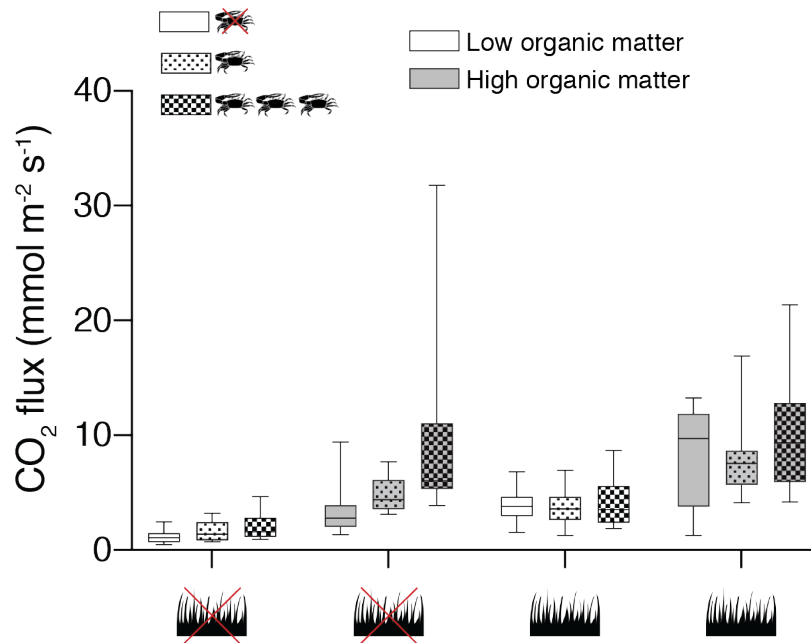 Low organic matter
High organic matter
CO₂ flux (mmol m⁻² s⁻¹)
40
30
20
10
0